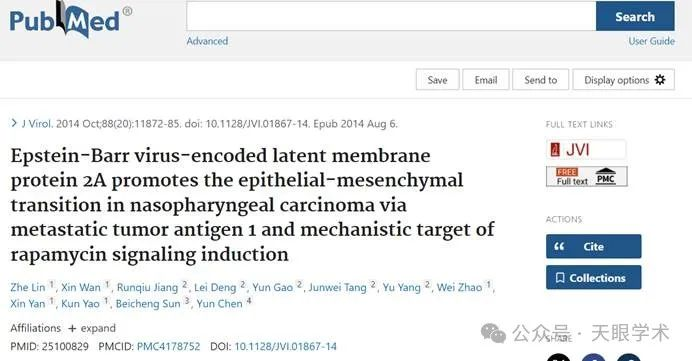 PubMed®
Search
Advanced
User Guide
Save
Email
Send to
Display options
> J Virol. 2014 Oct;88(20):11872-85. doi: 10.1128/JVI.01867-14. Epub 2014 Aug 6.
Epstein-Barr virus-encoded latent membrane
protein 2A promotes the epithelial-mesenchymal
transition in nasopharyngeal carcinoma via
metastatic tumor antigen 1 and mechanistic target of
rapamycin signaling induction
Zhe Lin 1, Xin Wan 1, Runqiu Jiang 2, Lei Deng 2, Yun Gao 2, Junwei Tang 2, Yu Yang 2, Wei Zhao 1,
Xin Yan 1, Kun Yao 1, Beicheng Sun 3, Yun Chen 4
Affiliations + expand
PMID: 25100829 PMCID: PMC4178752 DOI: 10.1128/JVI.01867-14
FULL TEXT LINKS
JVI
FREE
Full text
PMC
ACTIONS
Cite
Collections
SHARE
公众号 · 天眼学术